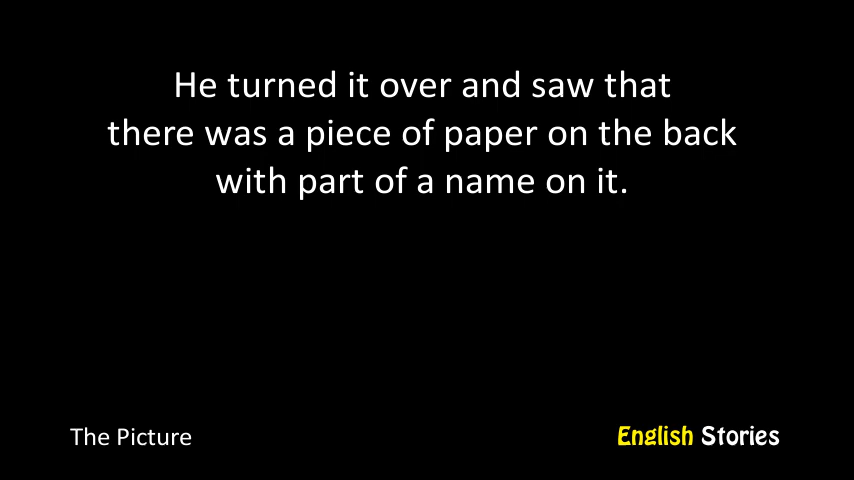 He turned it over and saw that
there was a piece of paper on the back
with part of a name on it.
The Picture
English Stories